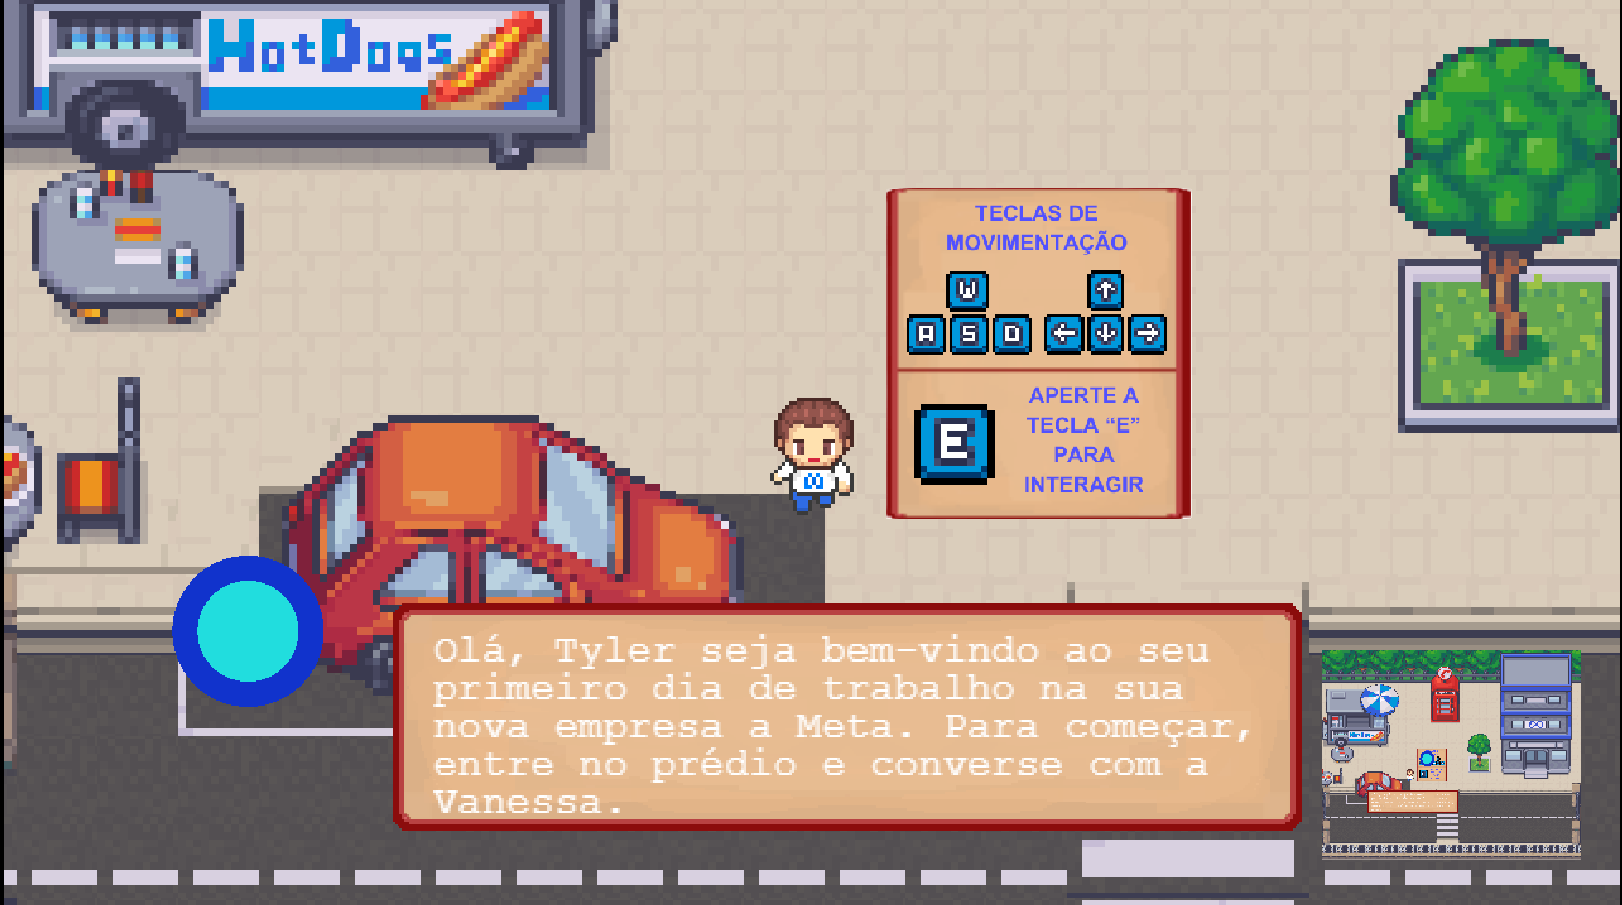 HotDogs
TECLAS DE
MOVIMENTAÇÃO
W ↑
A S D ← ↓ →
E
APERTE A
TECLA “E”
PARA
INTERAGIR
Olá, Tyler seja bem-vindo ao seu
primeiro dia de trabalho na sua
nova empresa a Meta. Para começar,
entre no prédio e converse com a
Vanessa.